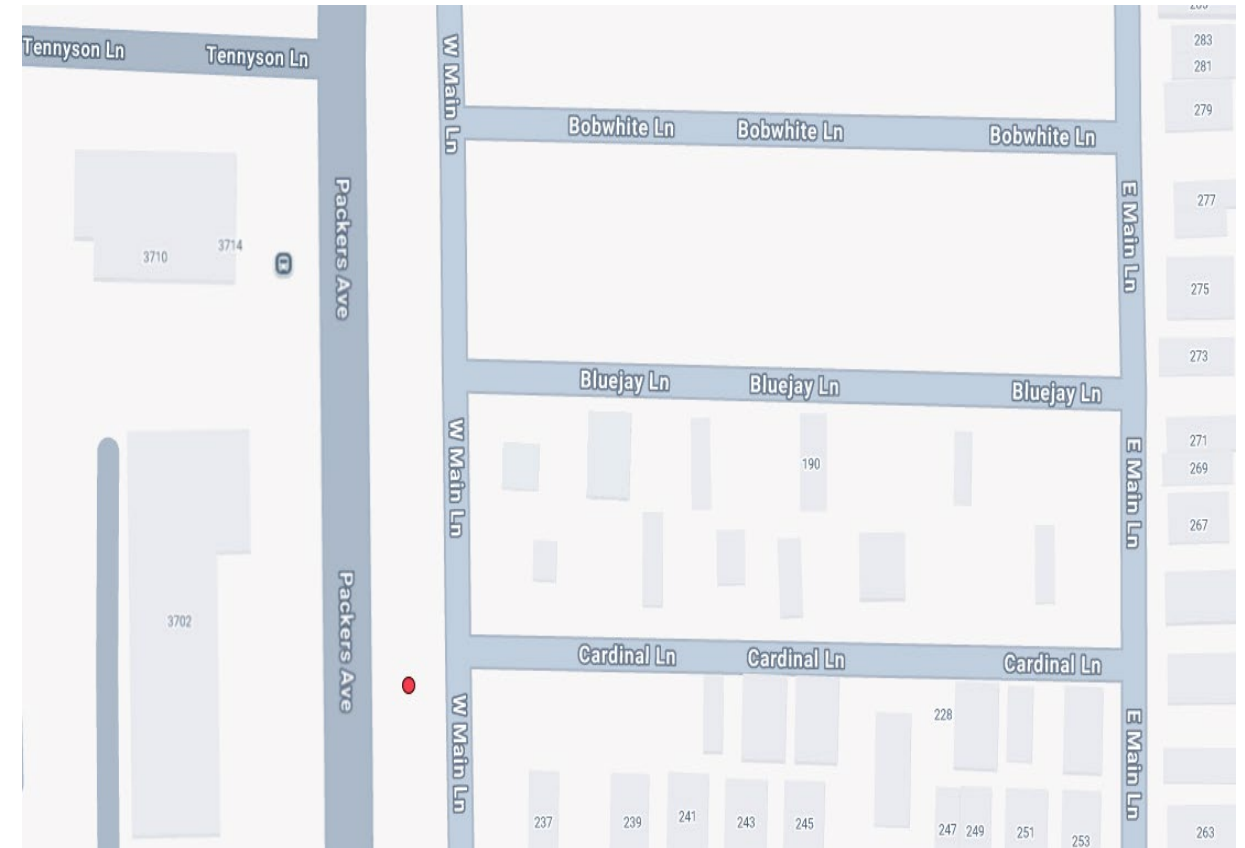 283
Tennyson Ln
Tennyson Ln
W Main Ln
281
279
Bobwhite Ln
Bobwhite Ln
Bobwhite Ln
Packers Ave
E Main Ln
277
3714
3710
275
273
Bluejay Ln
Bluejay Ln
Bluejay Ln
W Main Ln
271
190
E Main Ln
269
267
3702
Packers Ave
Cardinal Ln
Cardinal Ln
Cardinal Ln
228
W Main Ln
E Main Ln
237
239
241
243
245
247
249
251
253
263